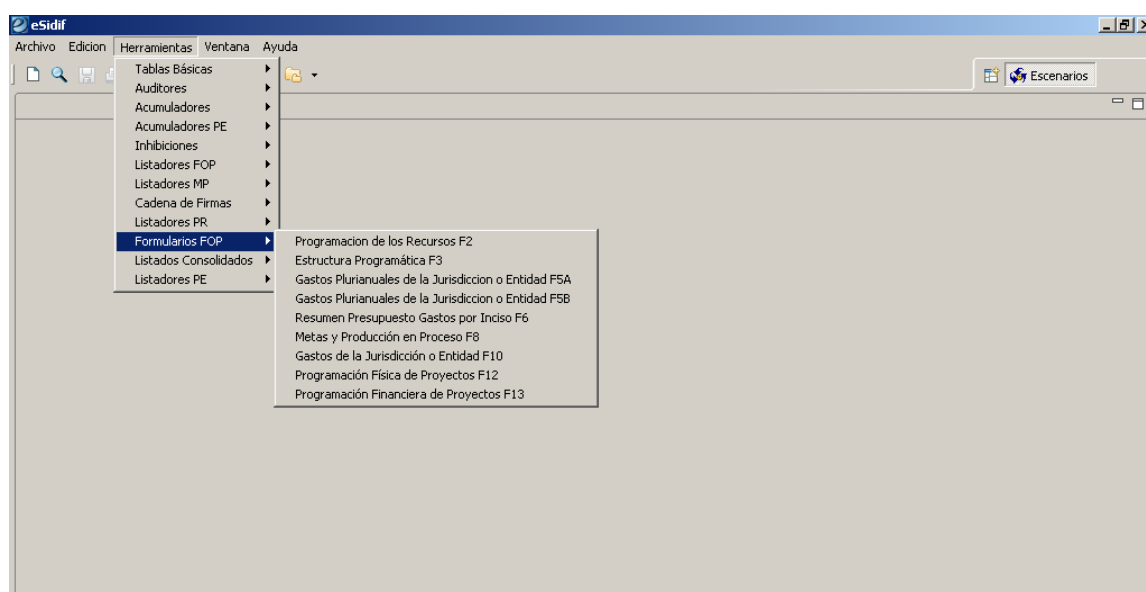 eSidif
Archivo Edicion Herramientas Ventana Ayuda
Escenarios
Tablas Básicas
Auditores
Acumuladores
Acumuladores PE
Inhibiciones
Listadores FOP
Listadores MP
Cadena de Firmas
Listadores PR
Formularios FOP
Listados Consolidados
Listadores PE
Programacion de los Recursos F2
Estructura Programática F3
Gastos Plurianuales de la Jurisdiccion o Entidad F5A
Gastos Plurianuales de la Jurisdiccion o Entidad F5B
Resumen Presupuesto Gastos por Inciso F6
Metas y Producción en Proceso F8
Gastos de la Jurisdicción o Entidad F10
Programación Física de Proyectos F12
Programación Financiera de Proyectos F13